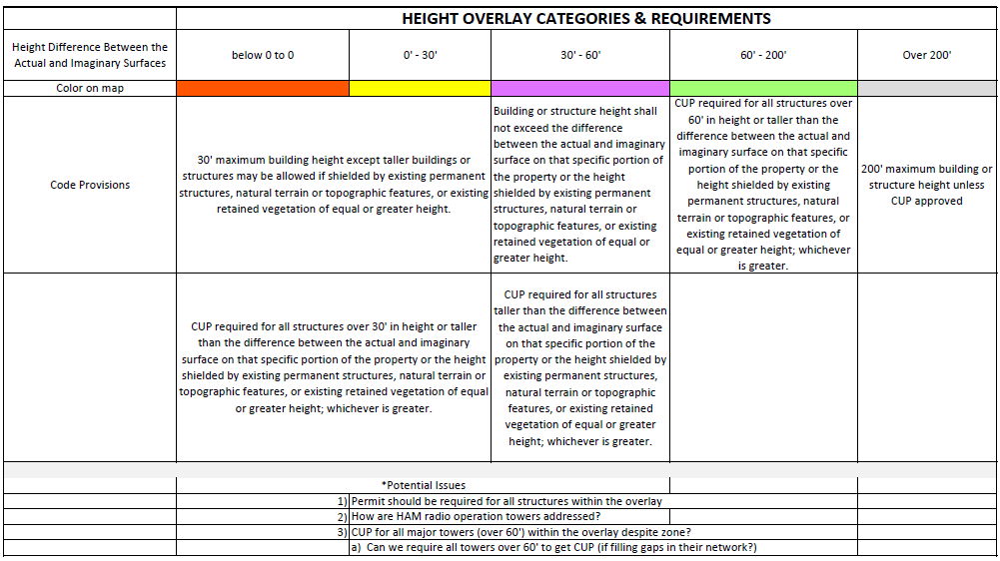 HEIGHT OVERLAY CATEGORIES & REQUIREMENTS
Height Difference Between the
Actual and Imaginary Surfaces
below 0 to 0
0' - 30'
30' - 60'
60' - 200'
Over 200'
Color on map
Code Provisions
30' maximum building height except taller buildings or
structures may be allowed if shielded by existing permanent
structures, natural terrain or topographic features, or existing
retained vegetation of equal or greater height.
Building or structure height shall
not exceed the difference
between the actual and imaginary
surface on that specific portion of
the property or the height
shielded by existing permanent
structures, natural terrain or
topographic features, or existing
retained vegetation of equal or
greater height.
CUP required for all structures over
60' in height or taller than the
difference between the actual and
imaginary surface on that specific
portion of the property or the
height shielded by existing
permanent structures, natural
terrain or topographic features, or
existing retained vegetation of
equal or greater height; whichever
is greater.
200' maximum building or
structure height unless
CUP approved
CUP required for all structures over 30' in height or taller
than the difference between the actual and imaginary
surface on that specific portion of the property or the height
shielded by existing permanent structures, natural terrain or
topographic features, or existing retained vegetation of equal
or greater height; whichever is greater.
CUP required for all structures
taller than the difference between
the actual and imaginary surface
on that specific portion of the
property or the height shielded by
existing permanent structures,
natural terrain or topographic
features, or existing retained
vegetation of equal or greater
height; whichever is greater.
*Potential Issues
1) Permit should be required for all structures within the overlay
2) How are HAM radio operation towers addressed?
3) CUP for all major towers (over 60') within the overlay despite zone?
a) Can we require all towers over 60' to get CUP (if filling gaps in their network?)